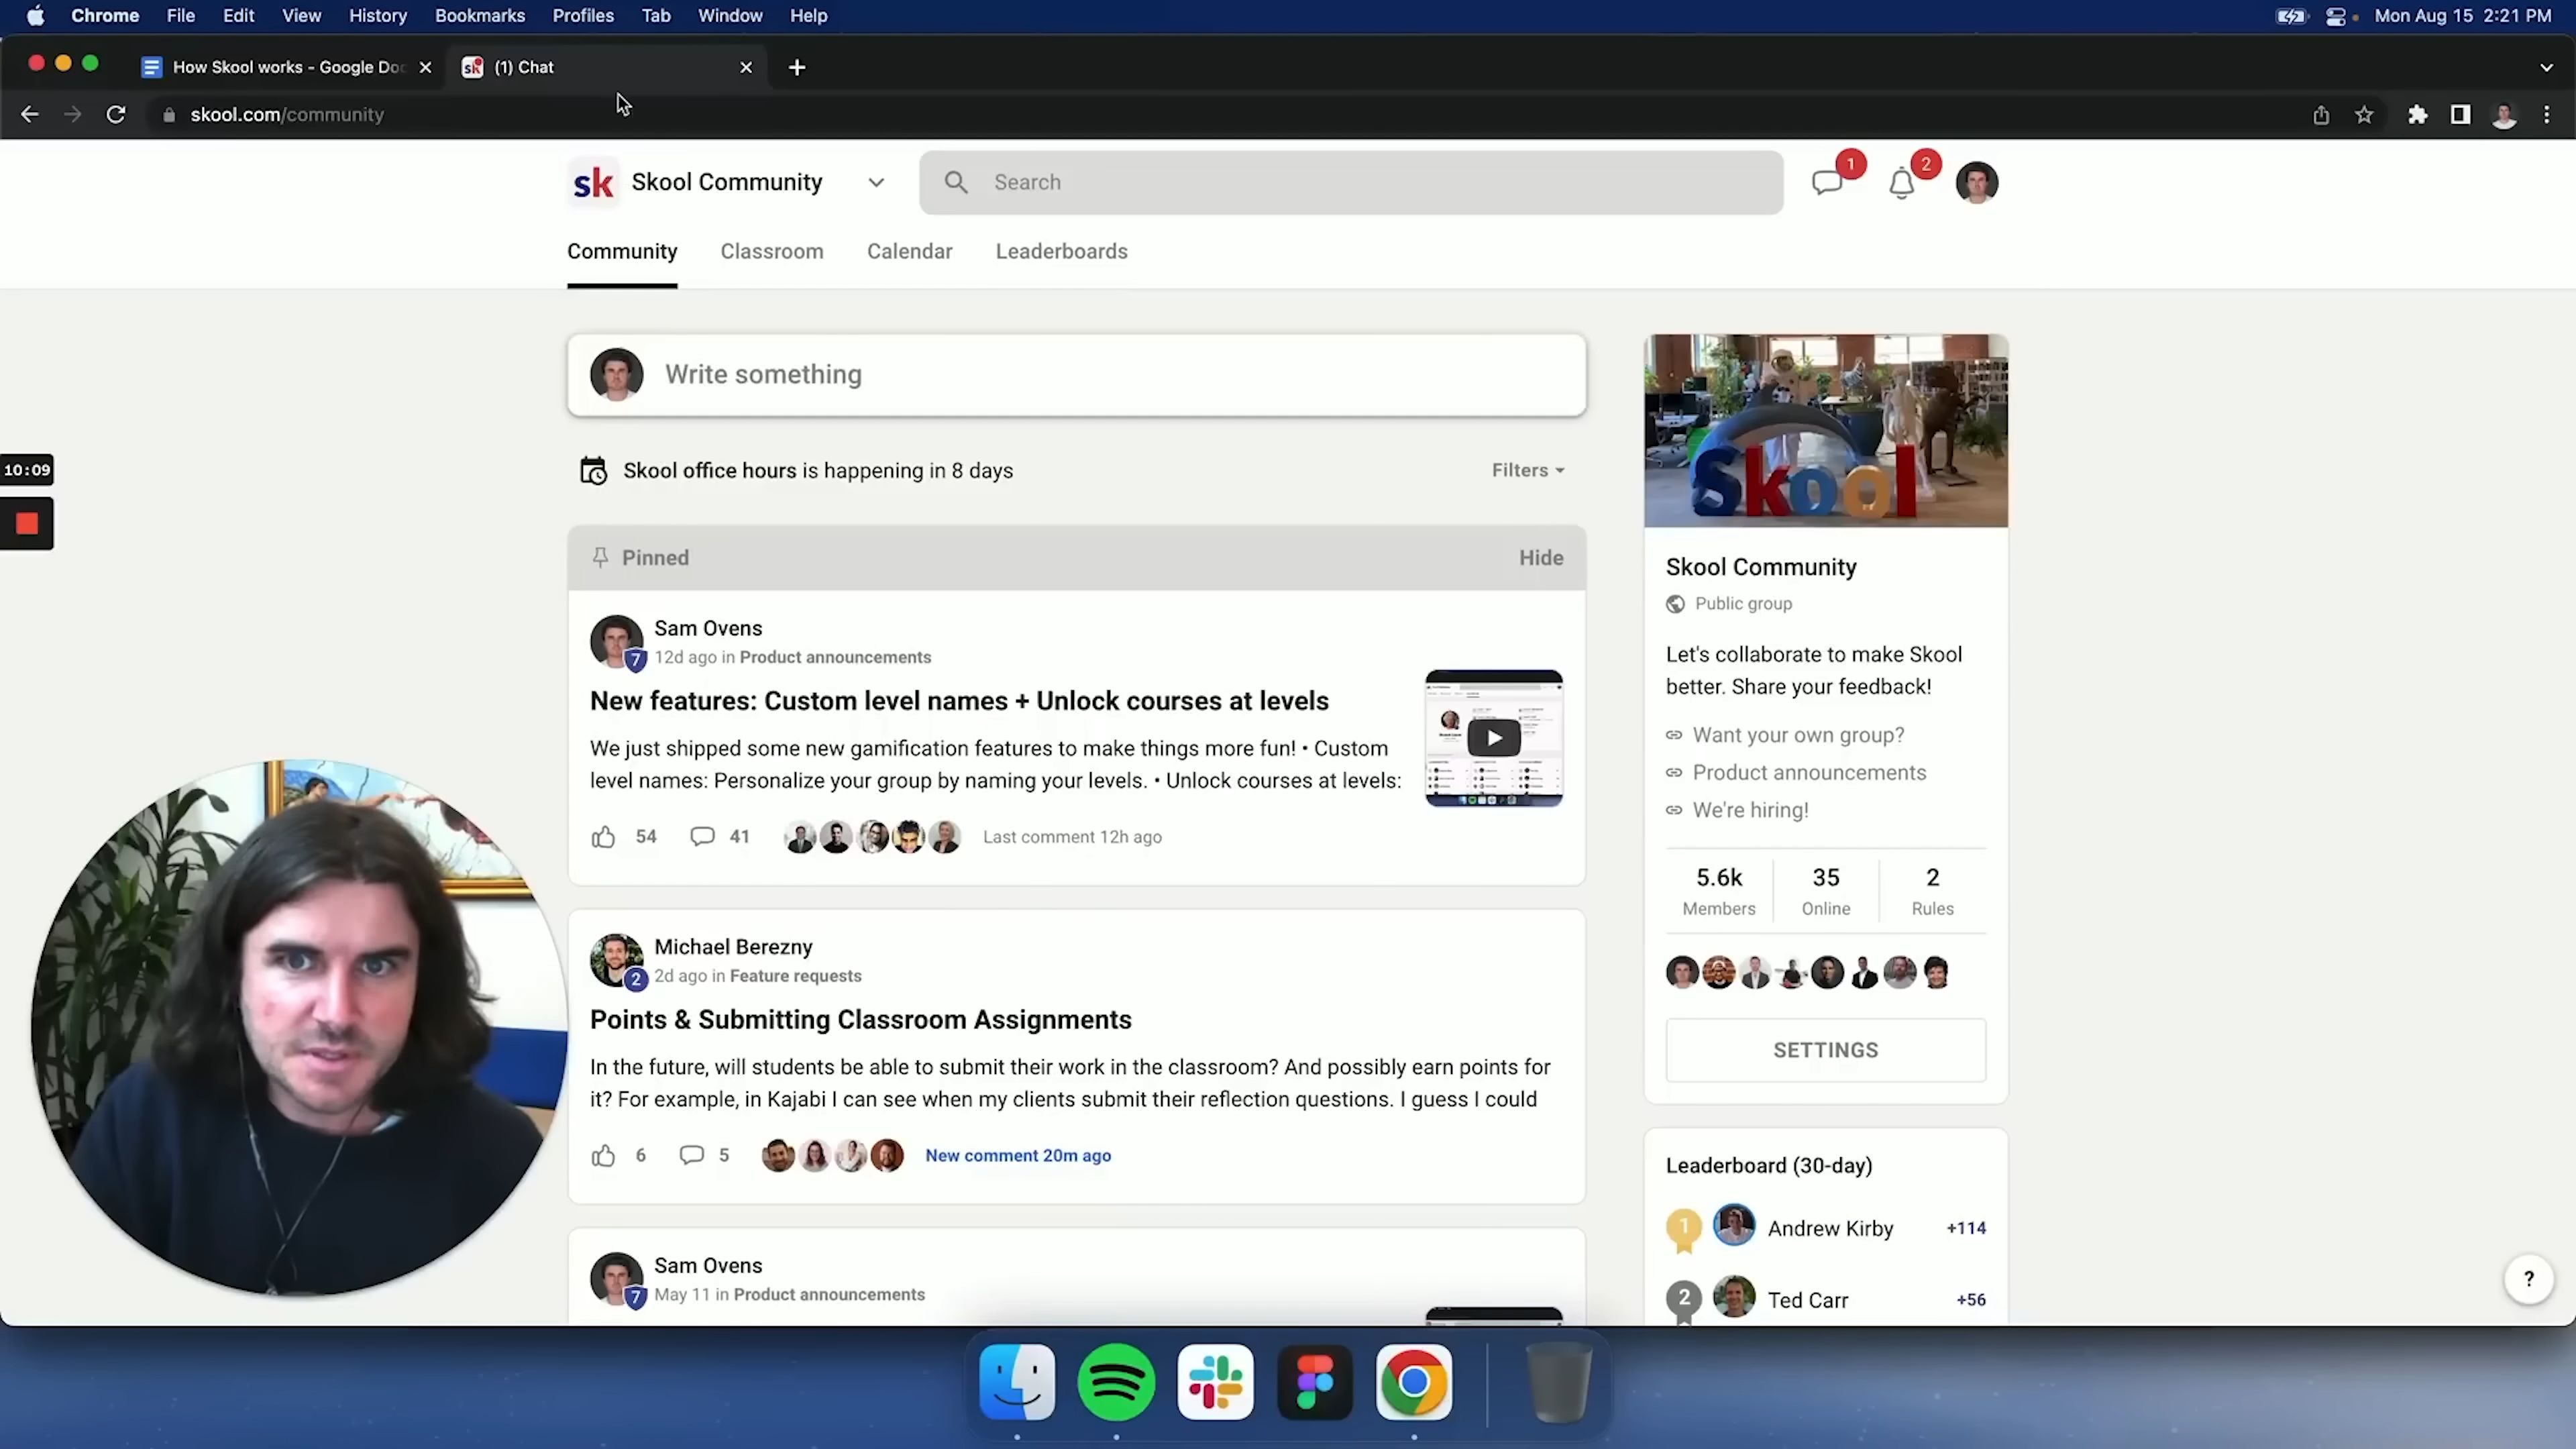 Chrome File Edit View History Bookmarks Profiles Tab Window Help
Mon Aug 15 2:21 PM
How Skool works - Google Doc
sk (1) Chat
skool.com/community
sk Skool Community
Search
1
2
Community Classroom Calendar Leaderboards
Write something
Skool office hours is happening in 8 days
Filters
10:09
Pinned
Hide
Sam Ovens
7
12d ago in Product announcements
New features: Custom level names + Unlock courses at levels
We just shipped some new gamification features to make things more fun! • Custom
level names: Personalize your group by naming your levels. • Unlock courses at levels:
54 41 Last comment 12h ago
Michael Berezny
2
2d ago in Feature requests
Points & Submitting Classroom Assignments
In the future, will students be able to submit their work in the classroom? And possibly earn points for
it? For example, in Kajabi I can see when my clients submit their reflection questions. I guess I could
6 5 New comment 20m ago
Sam Ovens
7
May 11 in Product announcements
Skool
Skool Community
Public group
Let's collaborate to make Skool
better. Share your feedback!
Want your own group?
Product announcements
We're hiring!
5.6k 35 2
Members Online Rules
SETTINGS
Leaderboard (30-day)
1 Andrew Kirby +114
2 Ted Carr +56
?